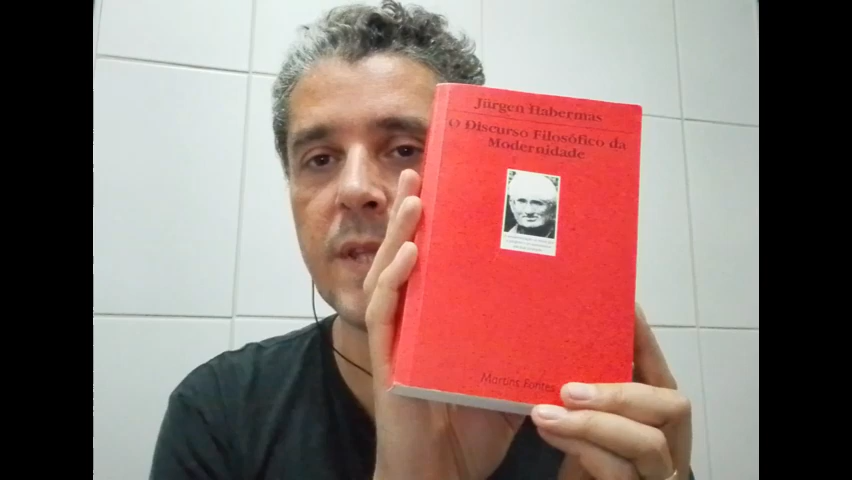 Jürgen Habermas
O Discurso Filosófico da
Modernidade
Martins Fontes